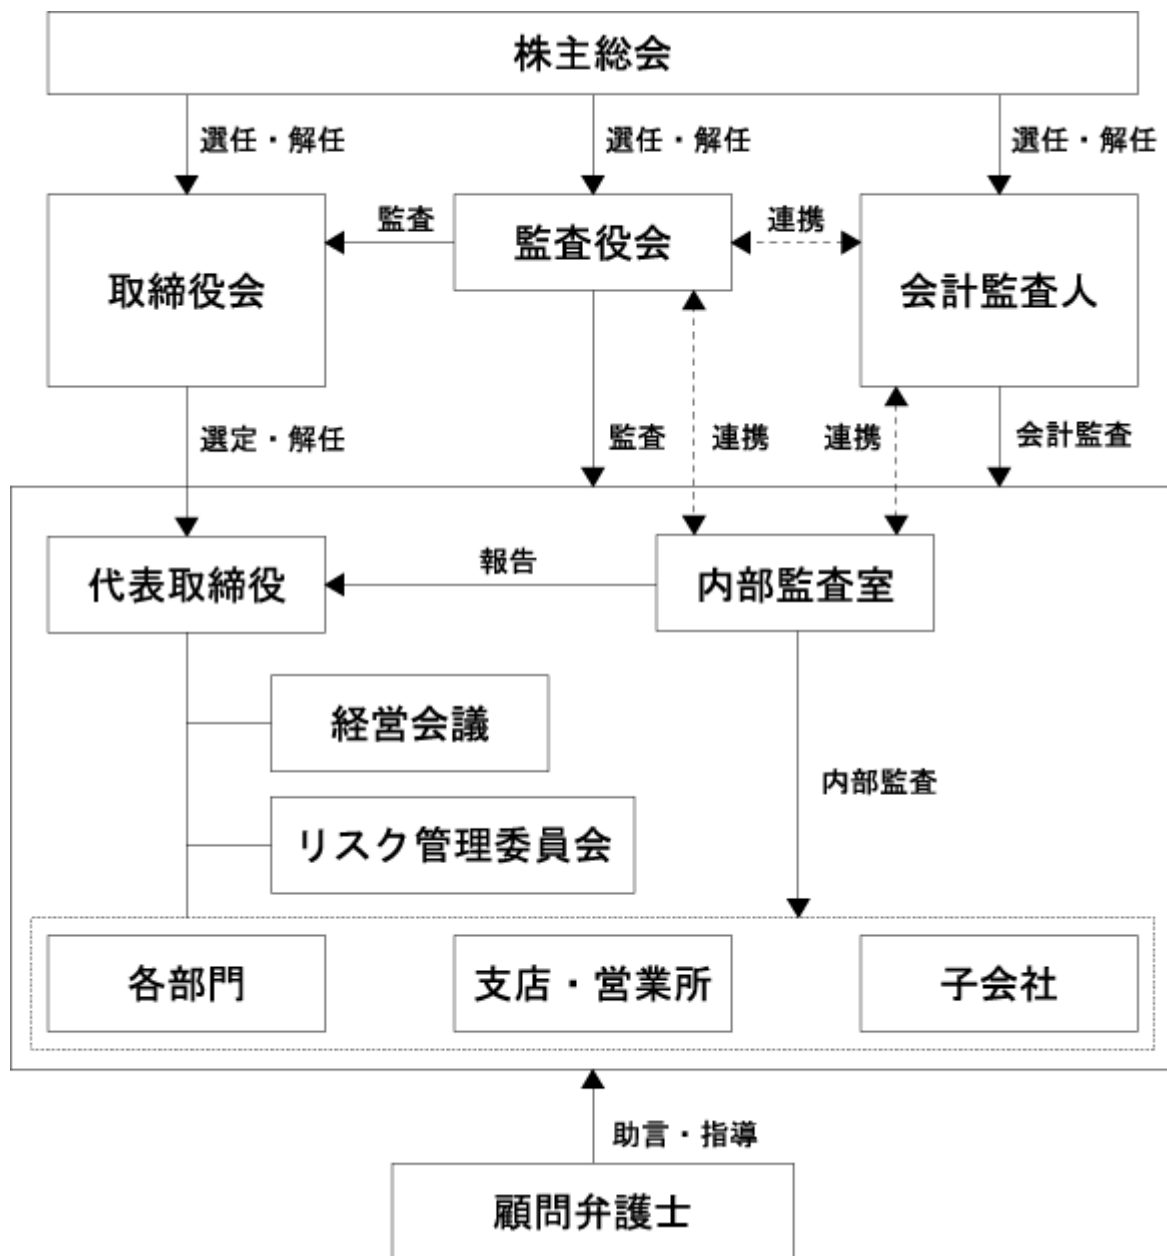 株主総会
選任・解任
選任・解任
選任・解任
取締役会
監査
監査役会
連携
会計監査人
選定・解任
監査
連携
連携
会計監査
代表取締役
報告
内部監査室
経営会議
内部監査
リスク管理委員会
各部門
支店・営業所
子会社
助言・指導
顧問弁護士